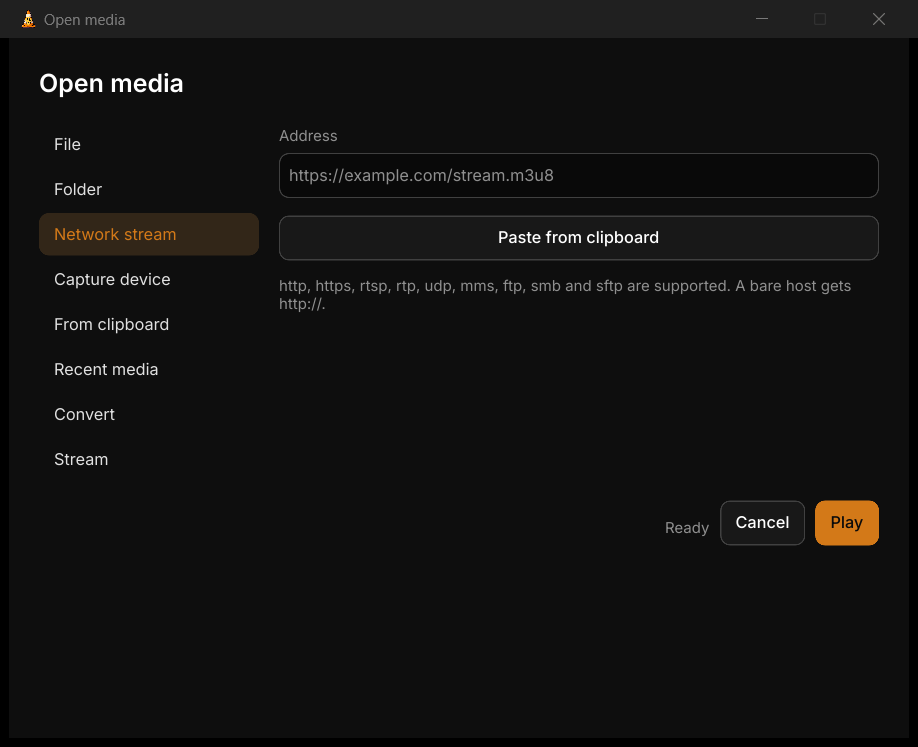 Open media
Open media
File
Folder
Network stream
Capture device
From clipboard
Recent media
Convert
Stream
Address
https://example.com/stream.m3u8
Paste from clipboard
http, https, rtsp, rtp, udp, mms, ftp, smb and sftp are supported. A bare host gets
http://.
Ready
Cancel
Play